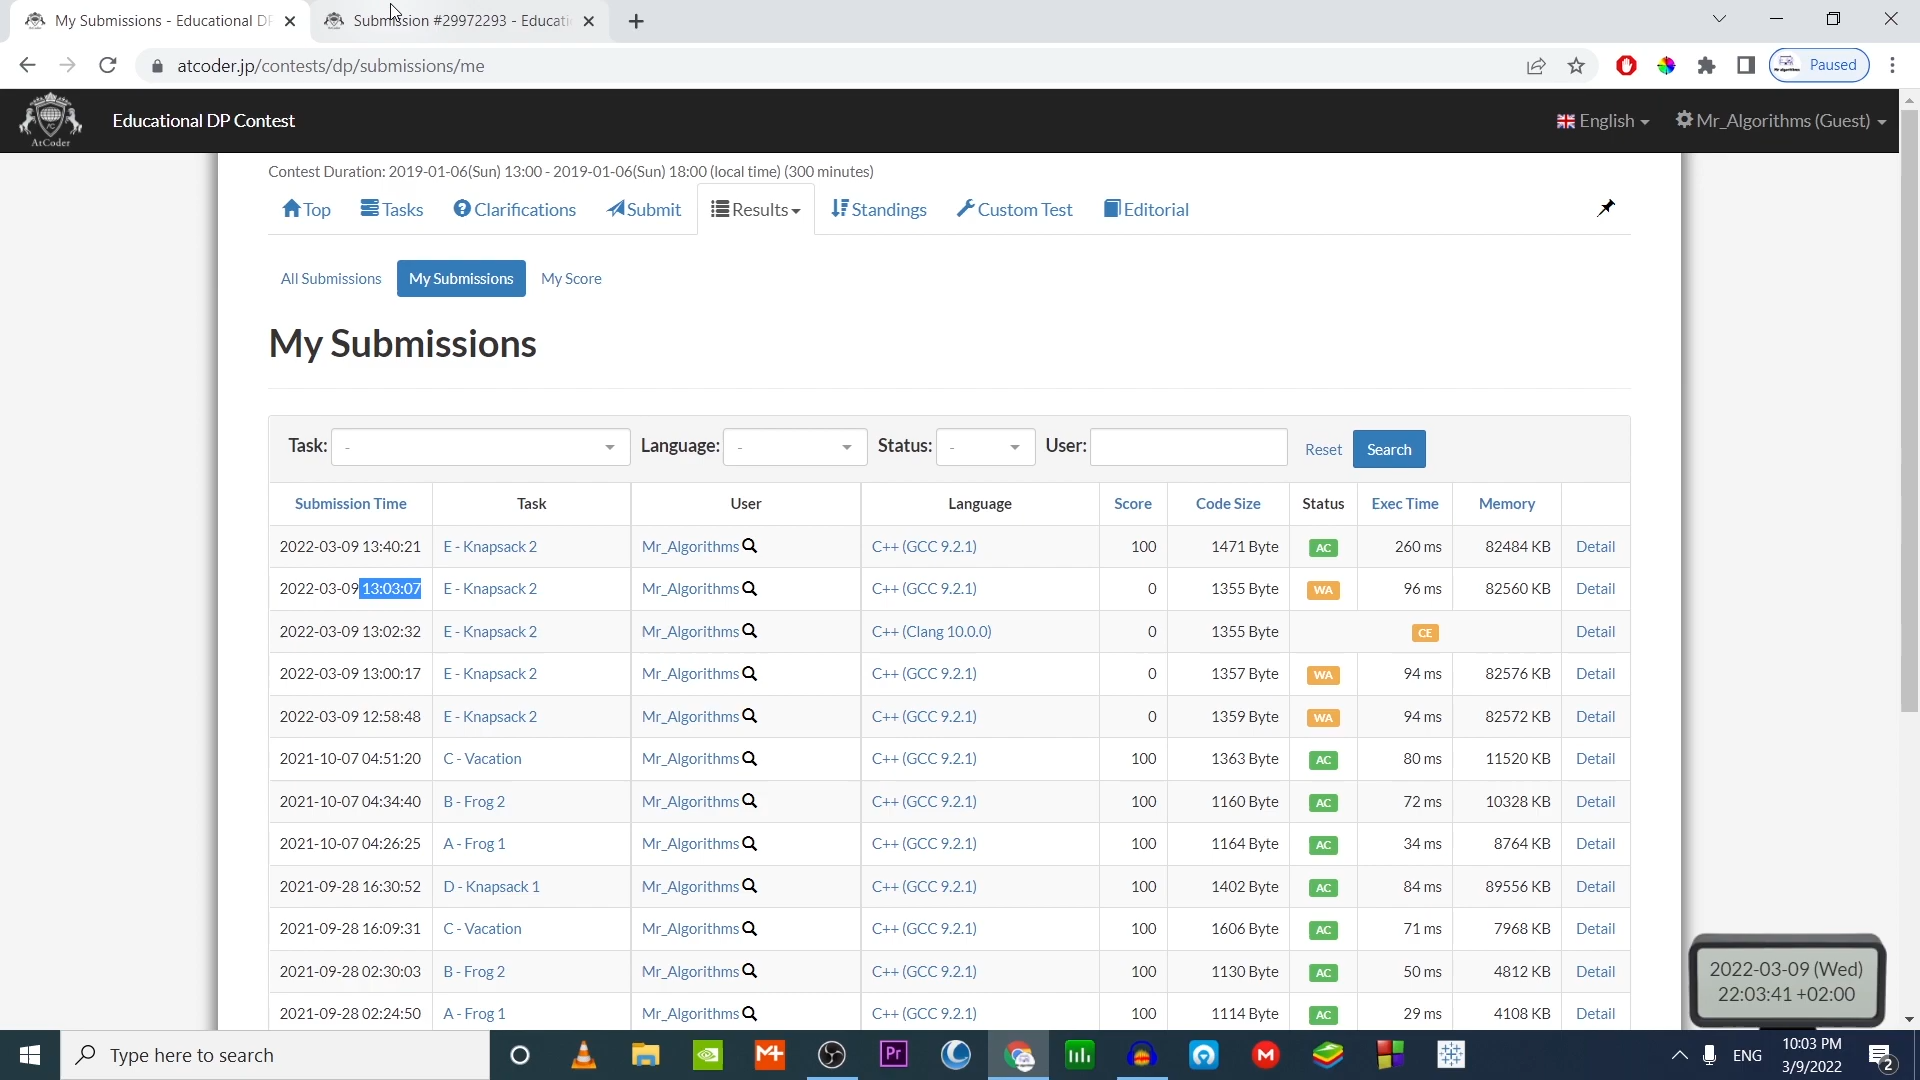 My Submissions - Educational DP
Submission #29972293 - Educati
atcoder.jp/contests/dp/submissions/me
Paused
AtCoder
Educational DP Contest
English
Mr_Algorithms (Guest)
Contest Duration: 2019-01-06(Sun) 13:00 - 2019-01-06(Sun) 18:00 (local time) (300 minutes)
Top Tasks Clarifications Submit Results Standings Custom Test Editorial
All Submissions My Submissions My Score
My Submissions
Task: - Language: - Status: - User: Reset Search
Submission Time Task User Language Score Code Size Status Exec Time Memory
2022-03-09 13:40:21 E - Knapsack 2 Mr_Algorithms C++ (GCC 9.2.1) 100 1471 Byte AC 260 ms 82484 KB Detail
2022-03-09 13:03:07 E - Knapsack 2 Mr_Algorithms C++ (GCC 9.2.1) 0 1355 Byte WA 96 ms 82560 KB Detail
2022-03-09 13:02:32 E - Knapsack 2 Mr_Algorithms C++ (Clang 10.0.0) 0 1355 Byte CE Detail
2022-03-09 13:00:17 E - Knapsack 2 Mr_Algorithms C++ (GCC 9.2.1) 0 1357 Byte WA 94 ms 82576 KB Detail
2022-03-09 12:58:48 E - Knapsack 2 Mr_Algorithms C++ (GCC 9.2.1) 0 1359 Byte WA 94 ms 82572 KB Detail
2021-10-07 04:51:20 C - Vacation Mr_Algorithms C++ (GCC 9.2.1) 100 1363 Byte AC 80 ms 11520 KB Detail
2021-10-07 04:34:40 B - Frog 2 Mr_Algorithms C++ (GCC 9.2.1) 100 1160 Byte AC 72 ms 10328 KB Detail
2021-10-07 04:26:25 A - Frog 1 Mr_Algorithms C++ (GCC 9.2.1) 100 1164 Byte AC 34 ms 8764 KB Detail
2021-09-28 16:30:52 D - Knapsack 1 Mr_Algorithms C++ (GCC 9.2.1) 100 1402 Byte AC 84 ms 89556 KB Detail
2021-09-28 16:09:31 C - Vacation Mr_Algorithms C++ (GCC 9.2.1) 100 1606 Byte AC 71 ms 7968 KB Detail
2021-09-28 02:30:03 B - Frog 2 Mr_Algorithms C++ (GCC 9.2.1) 100 1130 Byte AC 50 ms 4812 KB Detail
2021-09-28 02:24:50 A - Frog 1 Mr_Algorithms C++ (GCC 9.2.1) 100 1114 Byte AC 29 ms 4108 KB Detail
2022-03-09 (Wed)
22:03:41 +02:00
Type here to search
M+
Pr
M
ENG
10:03 PM
3/9/2022
2